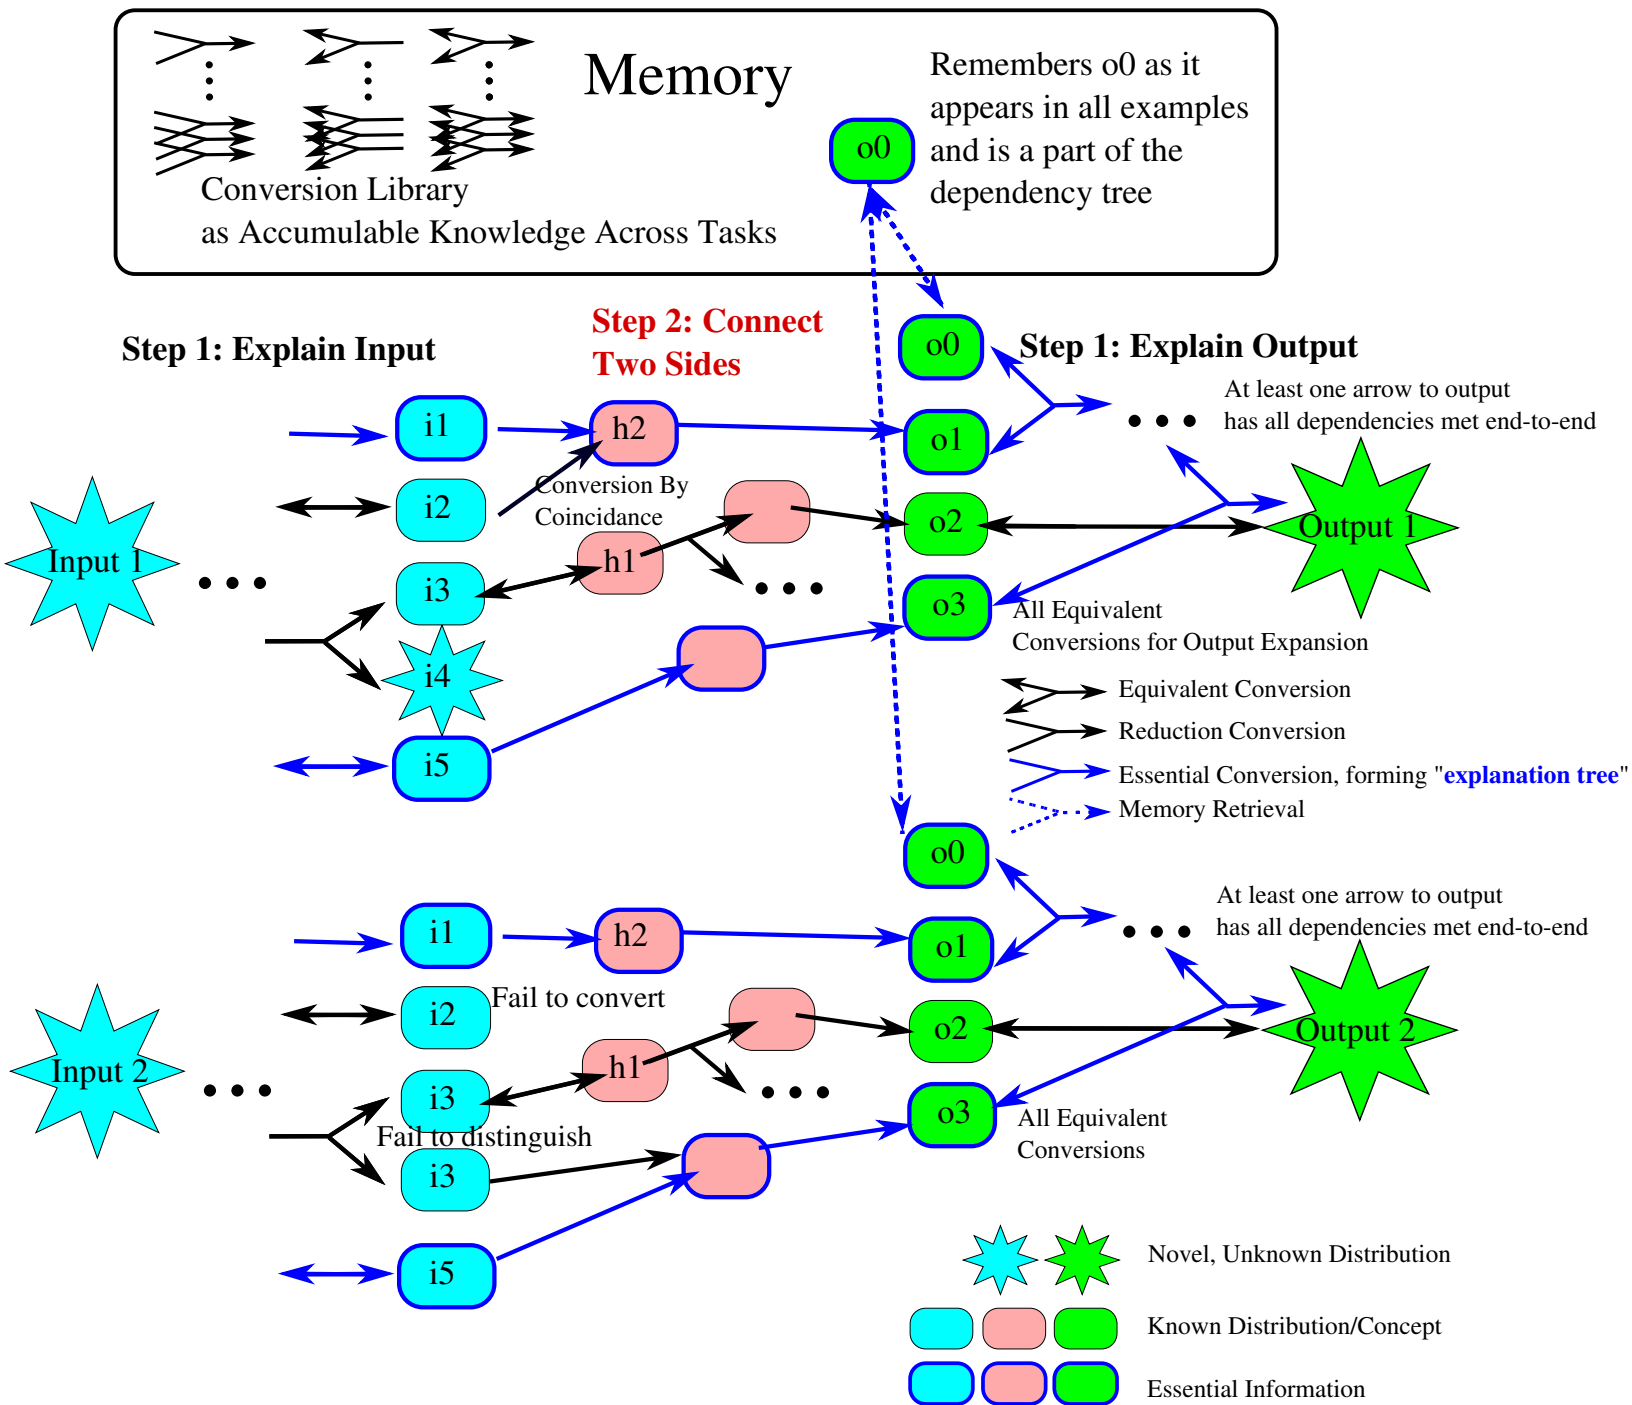 Memory
Remembers o0 as it
appears in all examples
and is a part of the
dependency tree
o0
Conversion Library
as Accumulable Knowledge Across Tasks
Step 1: Explain Input
Step 2: Connect
Two Sides
Step 1: Explain Output
o0
At least one arrow to output
has all dependencies met end-to-end
i1
h2
o1
i2
Conversion By
Coincidance
o2
Output 1
Input 1
i3
h1
o3
All Equivalent
Conversions for Output Expansion
i4
i5
Equivalent Conversion
Reduction Conversion
Essential Conversion, forming "explanation tree"
Memory Retrieval
o0
At least one arrow to output
has all dependencies met end-to-end
i1
h2
o1
i2
Fail to convert
o2
Output 2
Input 2
i3
h1
o3
All Equivalent
Conversions
Fail to distinguish
i3
i5
Novel, Unknown Distribution
Known Distribution/Concept
Essential Information